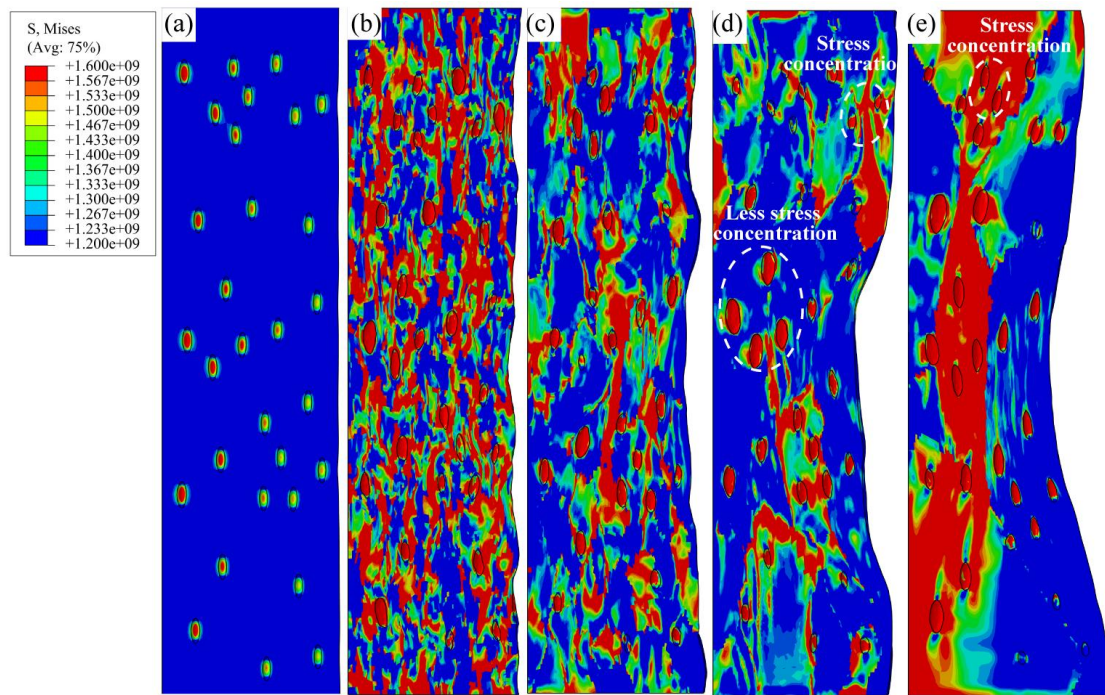 S, Mises
(Avg: 75%)
+1.600e+09
+1.567e+09
+1.533e+09
+1.500e+09
+1.467e+09
+1.433e+09
+1.400e+09
+1.367e+09
+1.333e+09
+1.300e+09
+1.267e+09
+1.233e+09
+1.200e+09
(a)
(b)
(c)
(d)
Stress
concentratio
Less stress
concentration
(e)
Stress
concentration